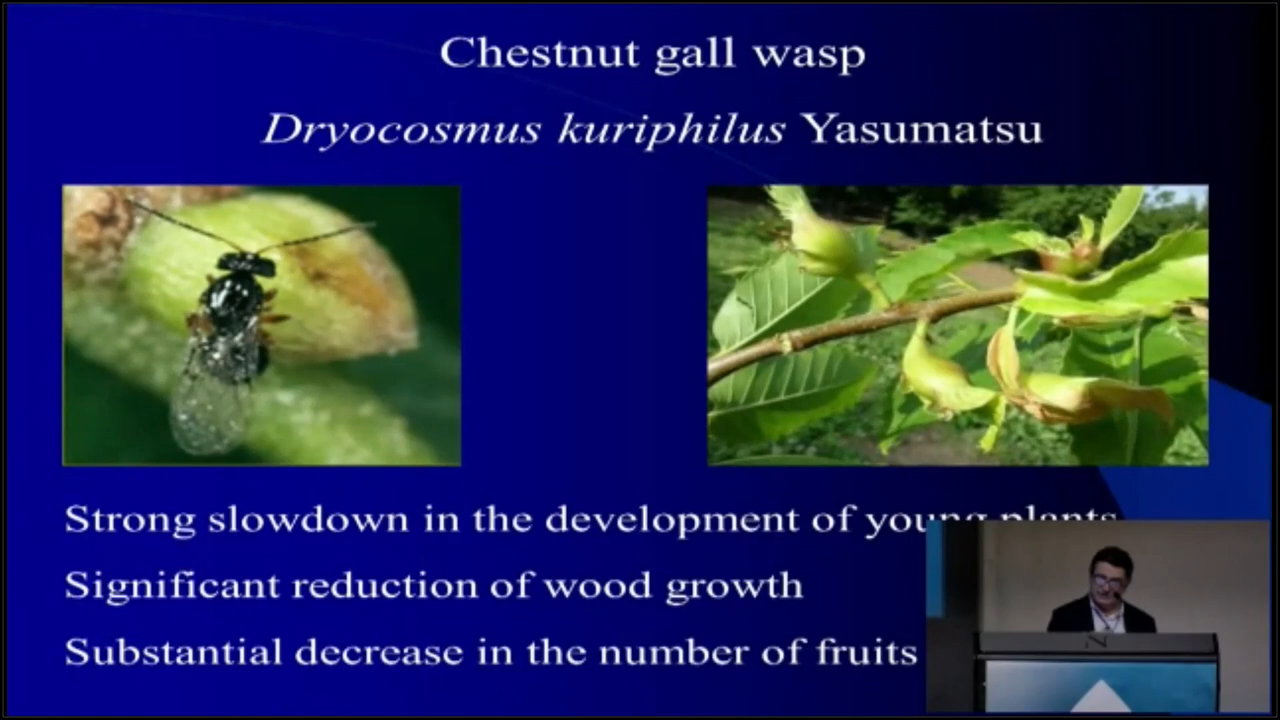 Chestnut gall wasp
Dryocosmus kuriphilus Yasumatsu
Strong slowdown in the development of young plants
Significant reduction of wood growth
Substantial decrease in the number of fruits